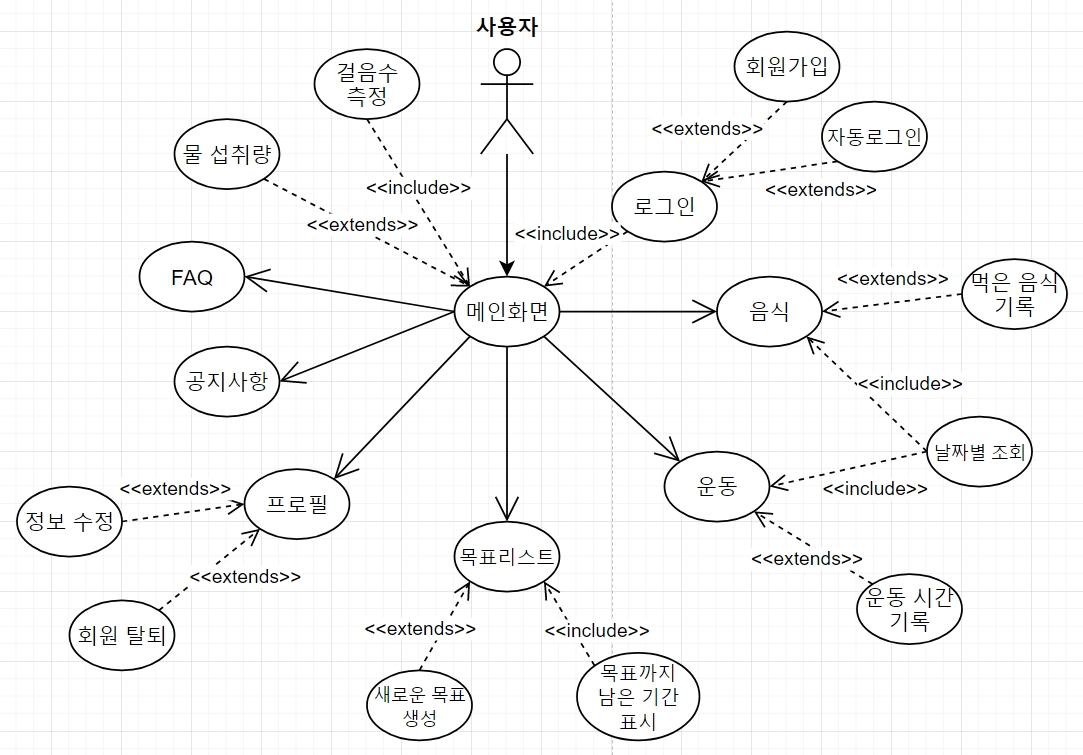 사용자
걸음수
측정
회원가입
<<extends>>
자동로그인
물 섭취량
<<include>>
<<extends>>
로그인
<<extends>>
<<include>>
FAQ
메인화면
음식
<<extends>>
먹은 음식
기록
공지사항
<<include>>
날짜별 조회
<<extends>>
정보 수정
프로필
운동
<<include>>
목표리스트
<<extends>>
<<extends>>
회원 탈퇴
운동 시간
기록
<<extends>>
<<include>>
새로운 목표
생성
목표까지
남은 기간
표시